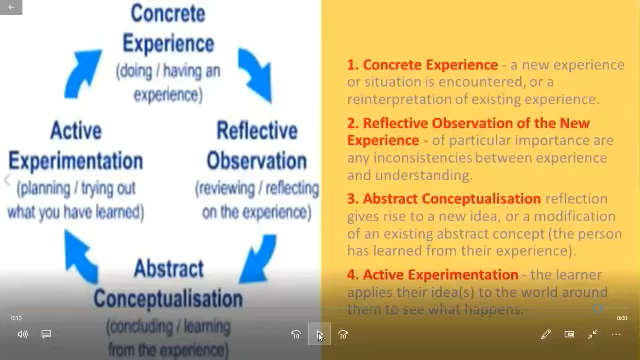 Concrete
Experience
(doing / having an
experience)
Active
Experimentation
(planning / trying out
what you have learned)
Reflective
Observation
(reviewing / reflecting
on the experience)
Abstract
Conceptualisation
(concluding / learning
from the experience)
1. Concrete Experience - a new experience
or situation is encountered, or a
reinterpretation of existing experience.
2. Reflective Observation of the New
Experience - of particular importance are
any inconsistencies between experience
and understanding.
3. Abstract Conceptualisation reflection
gives rise to a new idea, or a modification
of an existing abstract concept (the person
has learned from their experience).
4. Active Experimentation - the learner
applies their idea(s) to the world around
them to see what happens.
10
30